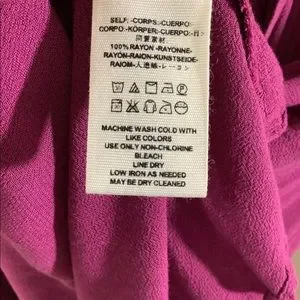 SELF: -CORPS-CUERPO-
CORPO-KÖRPER-CUERPO-
100%RAYON -RAYONNE-
RAYÓN-RAION-KUNSTSEIDE-
RAIOM-人造絲-レーヨン
MACHINE WASH COLD WITH
LIKE COLORS
USE ONLY NON-CHLORINE
BLEACH
LINE DRY
LOW IRON AS NEEDED
MAY BE DRY CLEANED